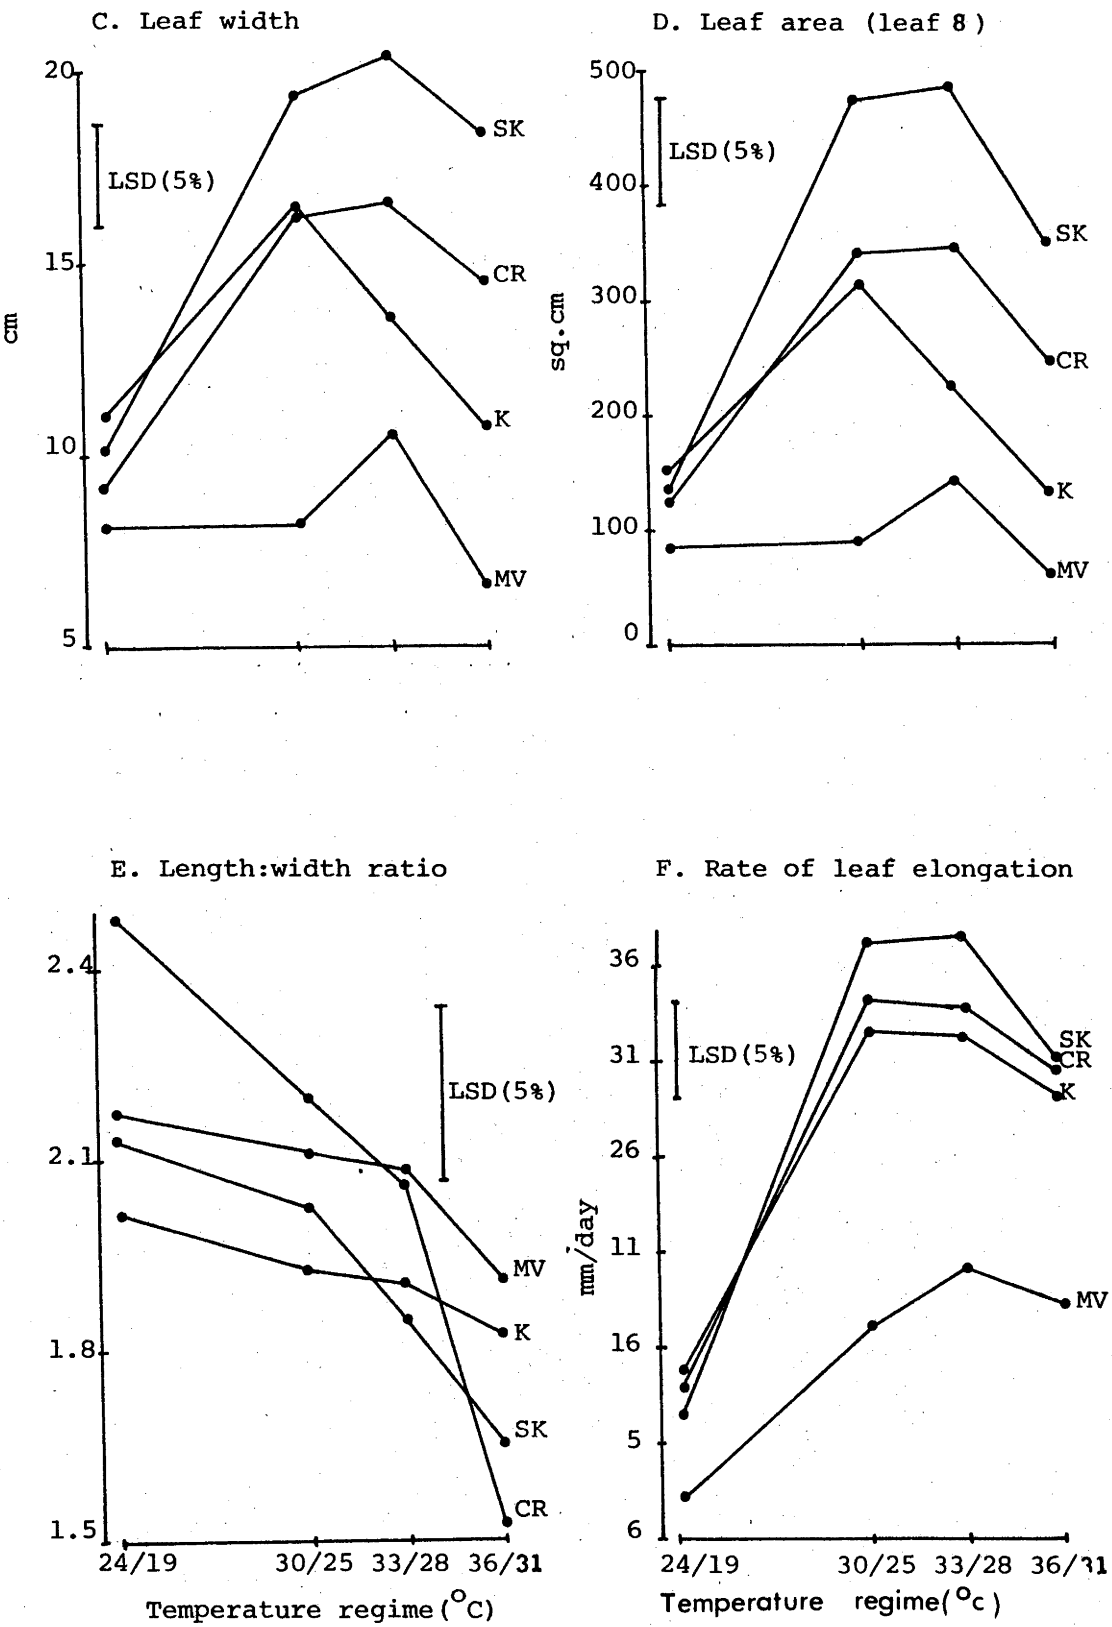 C. Leaf width
20
LSD(5%)
15
cm
10
5
SK
CR
K
MV
D. Leaf area (leaf 8)
500
LSD(5%)
400
300
sq.cm
200
100
0
SK
CR
K
MV
E. Length:width ratio
2.4
LSD(5%)
2.1
1.8
1.5
MV
K
SK
CR
24/19 30/25 33/28 36/31
Temperature regime(°C)
F. Rate of leaf elongation
36
LSD(5%)
31
26
mm/day
11
16
5
6
SK
CR
K
MV
24/19 30/25 33/28 36/31
Temperature regime(°c)